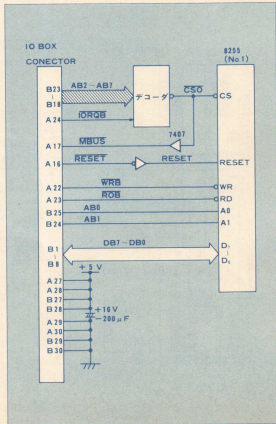 IO BOX
CONECTOR
8255
(No1)
B23
〜
B18
AB2〜AB7
デコーダ
CSO
CS
A24
IORQB
7407
A17
MBUS
A16
RESET
RESET
RESET
A22
WRB
WR
A23
ROB
RD
B25
AB0
A0
B24
AB1
A1
B1
〜
B8
DB7〜DB0
D₇
〜
D₀
+5V
A27
A28
B27
B28
+16V
A29
〜200μF
A30
B29
B30